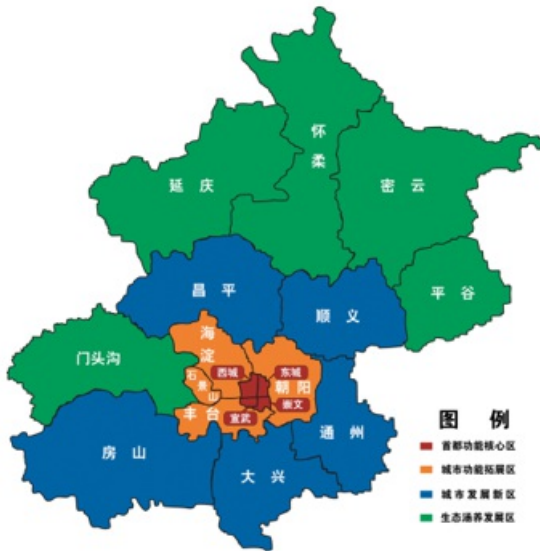 怀柔
延庆
密云
昌平
顺义
平谷
海淀
门头沟
西城
东城
石景山
朝阳
崇文
丰台
宣武
通州
房山
大兴
图 例
首都功能核心区
城市功能拓展区
城市发展新区
生态涵养发展区